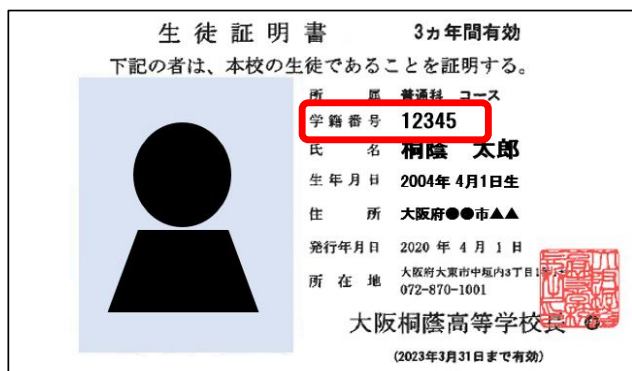 生徒証明書 3ヵ年間有効
下記の者は、本校の生徒であることを証明する。
所属 普通科 コース
学籍番号 12345
氏名 桐蔭 太郎
生年月日 2004年 4月1日生
住所 大阪府●●市▲▲
発行年月日 2020 年 4 月 1 日
所在地 大阪府大東市中垣内3丁目
072-870-1001
大阪桐蔭高等学校長
(2023年3月31日まで有効)